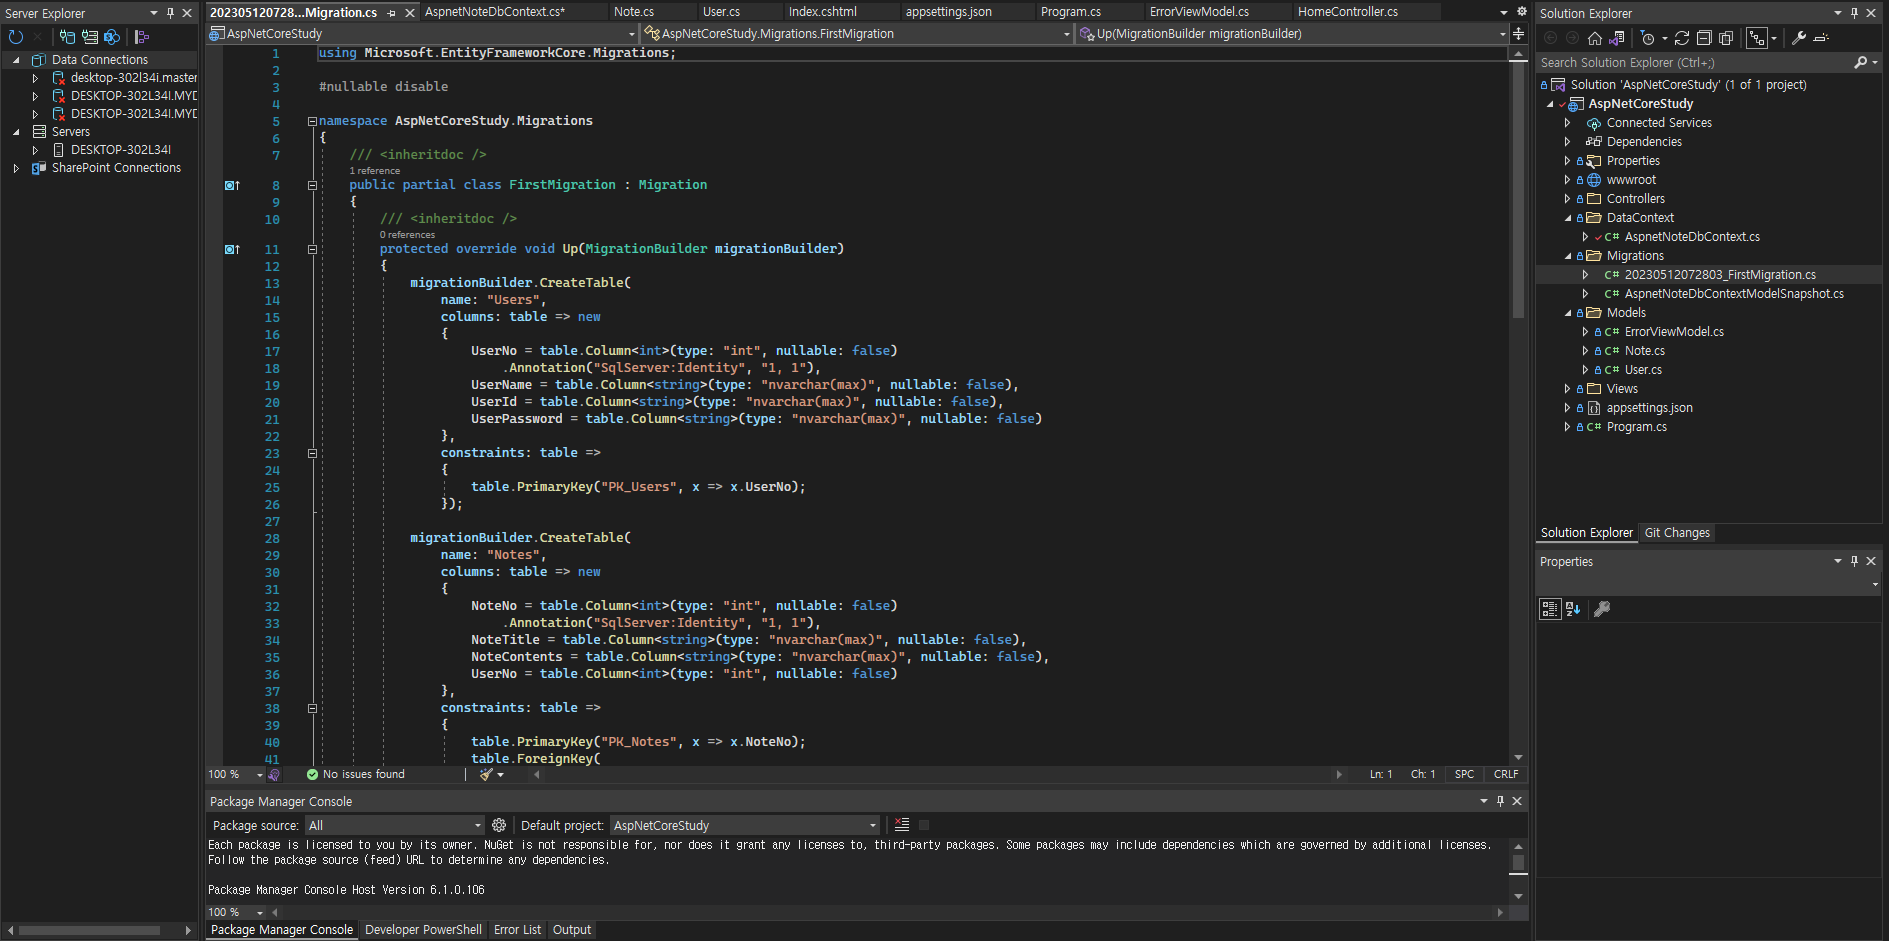 Server Explorer
Data Connections
desktop-302l34i.master
DESKTOP-302L34I.MYD
DESKTOP-302L34I.MYD
Servers
DESKTOP-302L34I
SharePoint Connections
202305120728...Migration.cs
AspnetNoteDbContext.cs*
Note.cs
User.cs
Index.cshtml
appsettings.json
Program.cs
ErrorViewModel.cs
HomeController.cs
AspNetCoreStudy
AspNetCoreStudy.Migrations.FirstMigration
Up(MigrationBuilder migrationBuilder)
1 using Microsoft.EntityFrameworkCore.Migrations;
2
3 #nullable disable
4
5 namespace AspNetCoreStudy.Migrations
6 {
7 /// <inheritdoc />
1 reference
8 public partial class FirstMigration : Migration
9 {
10 /// <inheritdoc />
0 references
11 protected override void Up(MigrationBuilder migrationBuilder)
12 {
13 migrationBuilder.CreateTable(
14 name: "Users",
15 columns: table => new
16 {
17 UserNo = table.Column<int>(type: "int", nullable: false)
18 .Annotation("SqlServer:Identity", "1, 1"),
19 UserName = table.Column<string>(type: "nvarchar(max)", nullable: false),
20 UserId = table.Column<string>(type: "nvarchar(max)", nullable: false),
21 UserPassword = table.Column<string>(type: "nvarchar(max)", nullable: false)
22 },
23 constraints: table =>
24 {
25 table.PrimaryKey("PK_Users", x => x.UserNo);
26 });
27
28 migrationBuilder.CreateTable(
29 name: "Notes",
30 columns: table => new
31 {
32 NoteNo = table.Column<int>(type: "int", nullable: false)
33 .Annotation("SqlServer:Identity", "1, 1"),
34 NoteTitle = table.Column<string>(type: "nvarchar(max)", nullable: false),
35 NoteContents = table.Column<string>(type: "nvarchar(max)", nullable: false),
36 UserNo = table.Column<int>(type: "int", nullable: false)
37 },
38 constraints: table =>
39 {
40 table.PrimaryKey("PK_Notes", x => x.NoteNo);
41 table.ForeignKey(
100 %
No issues found
Ln: 1
Ch: 1
SPC
CRLF
Package Manager Console
Package source: All
Default project: AspNetCoreStudy
Each package is licensed to you by its owner. NuGet is not responsible for, nor does it grant any licenses to, third-party packages. Some packages may include dependencies which are governed by additional licenses.
Follow the package source (feed) URL to determine any dependencies.
Package Manager Console Host Version 6.1.0.106
100 %
Package Manager Console
Developer PowerShell
Error List
Output
Solution Explorer
Search Solution Explorer (Ctrl+;)
Solution 'AspNetCoreStudy' (1 of 1 project)
AspNetCoreStudy
Connected Services
Dependencies
Properties
wwwroot
Controllers
DataContext
C# AspnetNoteDbContext.cs
Migrations
C# 20230512072803_FirstMigration.cs
C# AspnetNoteDbContextModelSnapshot.cs
Models
C# ErrorViewModel.cs
C# Note.cs
C# User.cs
Views
appsettings.json
C# Program.cs
Solution Explorer
Git Changes
Properties